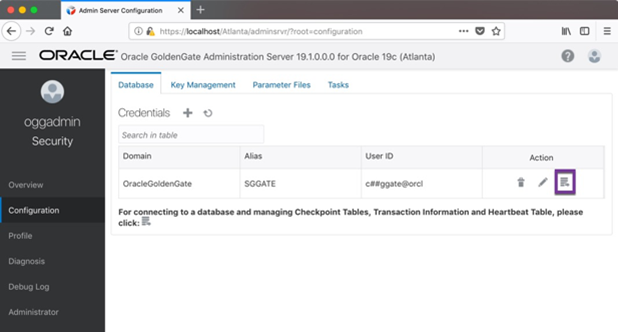 Admin Server Configuration
https://localhost/Atlanta/adminsrvr/?root=configuration
ORACLE Oracle GoldenGate Administration Server 19.1.0.0.0 for Oracle 19c (Atlanta)
oggadmin
Security
Overview
Configuration
Profile
Diagnosis
Debug Log
Administrator
Database Key Management Parameter Files Tasks
Credentials
Search in table
Domain Alias User ID Action
OracleGoldenGate SGGATE c##ggate@orcl
For connecting to a database and managing Checkpoint Tables, Transaction Information and Heartbeat Table, please
click: